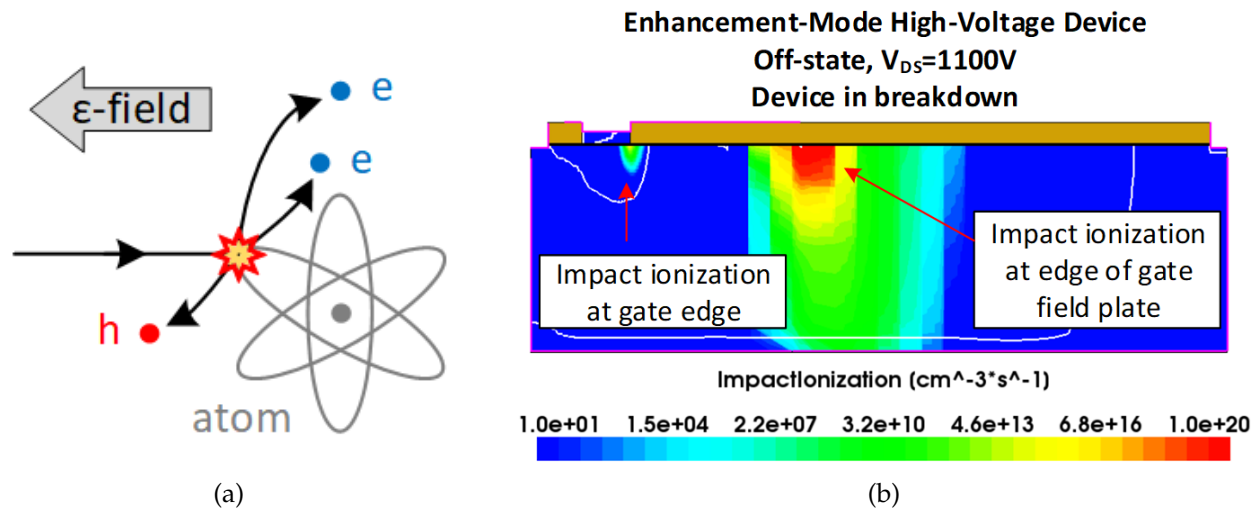 ε-field
e
e
h
atom
(a)
Enhancement-Mode High-Voltage Device
Off-state, V_DS=1100V
Device in breakdown
Impact ionization
at gate edge
Impact ionization
at edge of gate
field plate
ImpactIonization (cm^-3*s^-1)
1.0e+01 1.5e+04 2.2e+07 3.2e+10 4.6e+13 6.8e+16 1.0e+20
(b)